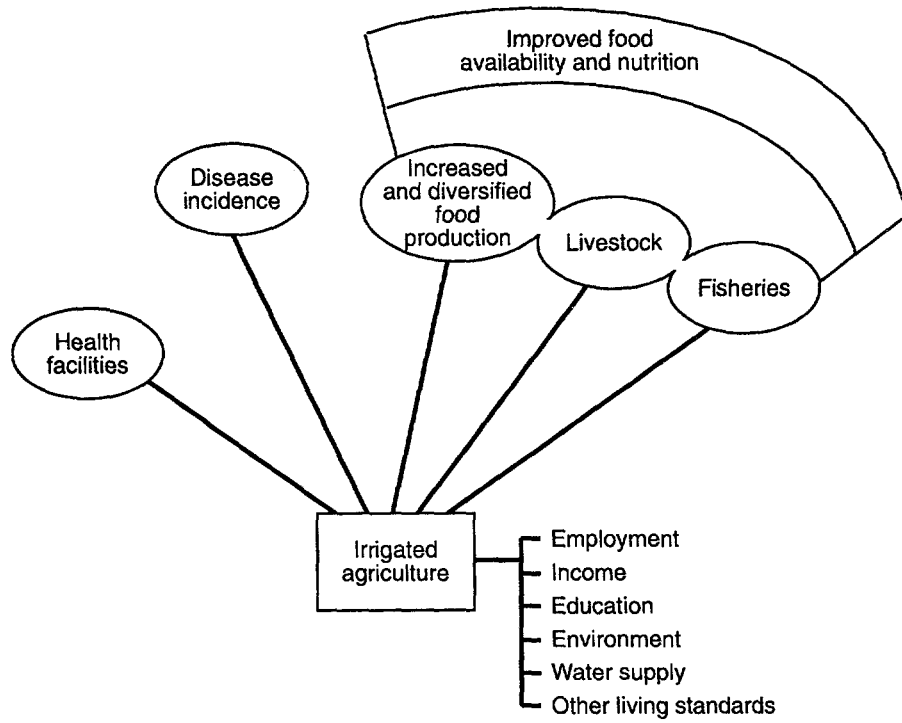 Improved food
availability and nutrition
Increased
and diversified
food
production
Disease
incidence
Livestock
Fisheries
Health
facilities
Irrigated
agriculture
Employment
Income
Education
Environment
Water supply
Other living standards